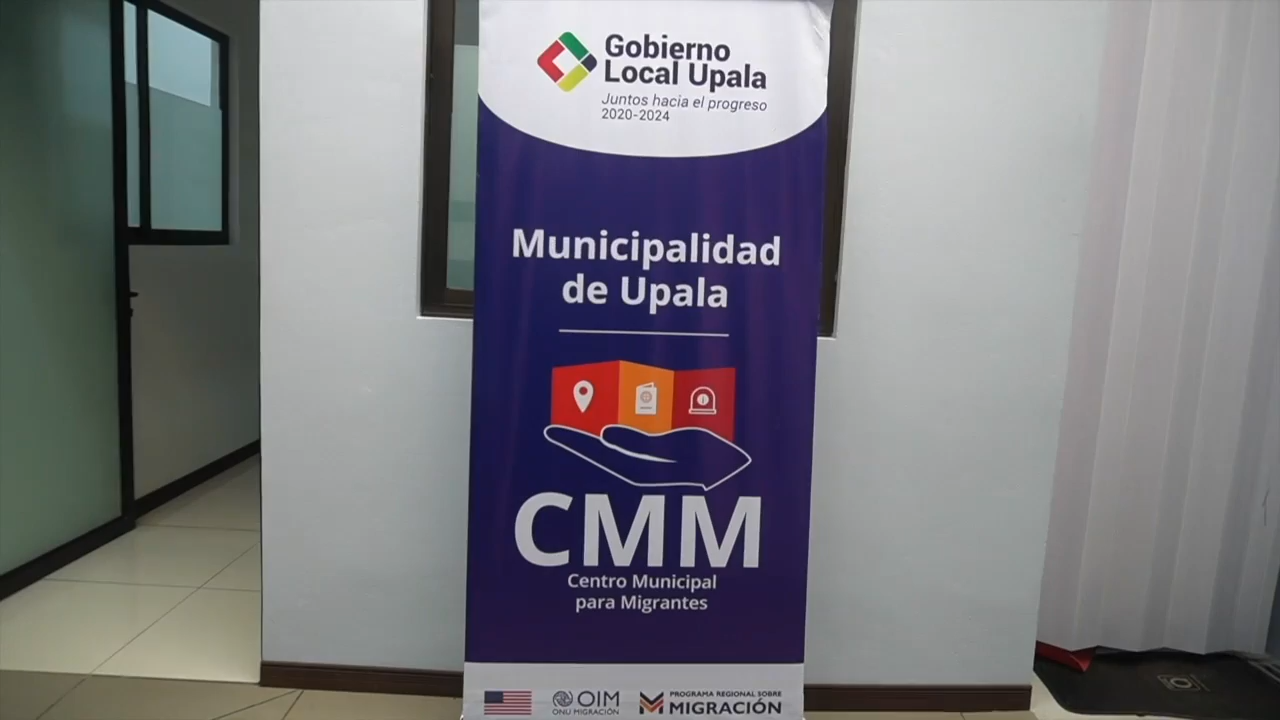 Gobierno
Local Upala
Juntos hacia el progreso
2020-2024
Municipalidad
de Upala
CMM
Centro Municipal
para Migrantes
OIM
ONU MIGRACIÓN
PROGRAMA REGIONAL SOBRE
MIGRACIÓN